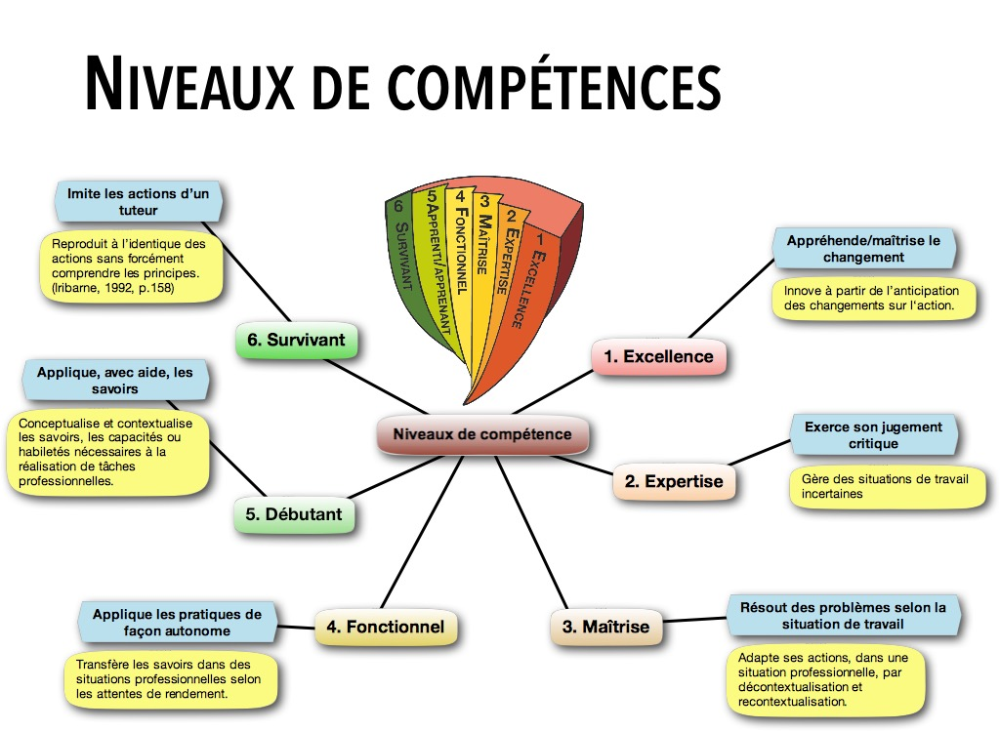 NIVEAUX DE COMPÉTENCES
Imite les actions d'un
tuteur
Reproduit à l'identique des
actions sans forcément
comprendre les principes.
(Iribarne, 1992, p.158)
6. Survivant
6 SURVIVANT
5 APPRENTI/APPRENANT
4 FONCTIONNEL
3 MAÎTRISE
2 EXPERTISE
1 EXCELLENCE
Appréhende/maîtrise le
changement
Innove à partir de l'anticipation
des changements sur l'action.
1. Excellence
Applique, avec aide, les
savoirs
Conceptualise et contextualise
les savoirs, les capacités ou
habiletés nécessaires à la
réalisation de tâches
professionnelles.
5. Débutant
Niveaux de compétence
Exerce son jugement
critique
Gère des situations de travail
incertaines
2. Expertise
Applique les pratiques de
façon autonome
Transfère les savoirs dans des
situations professionnelles selon
les attentes de rendement.
4. Fonctionnel
3. Maîtrise
Résout des problèmes selon la
situation de travail
Adapte ses actions, dans une
situation professionnelle, par
décontextualisation et
recontextualisation.